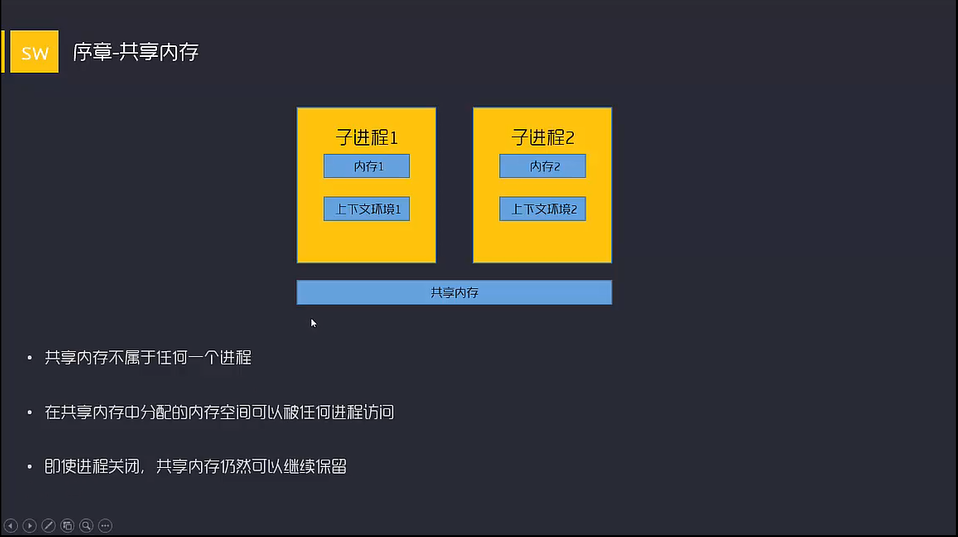 SW
序章-共享内存
子进程1
子进程2
内存1
内存2
上下文环境1
上下文环境2
共享内存
• 共享内存不属于任何一个进程
• 在共享内存中分配的内存空间可以被任何进程访问
• 即使进程关闭，共享内存仍然可以继续保留